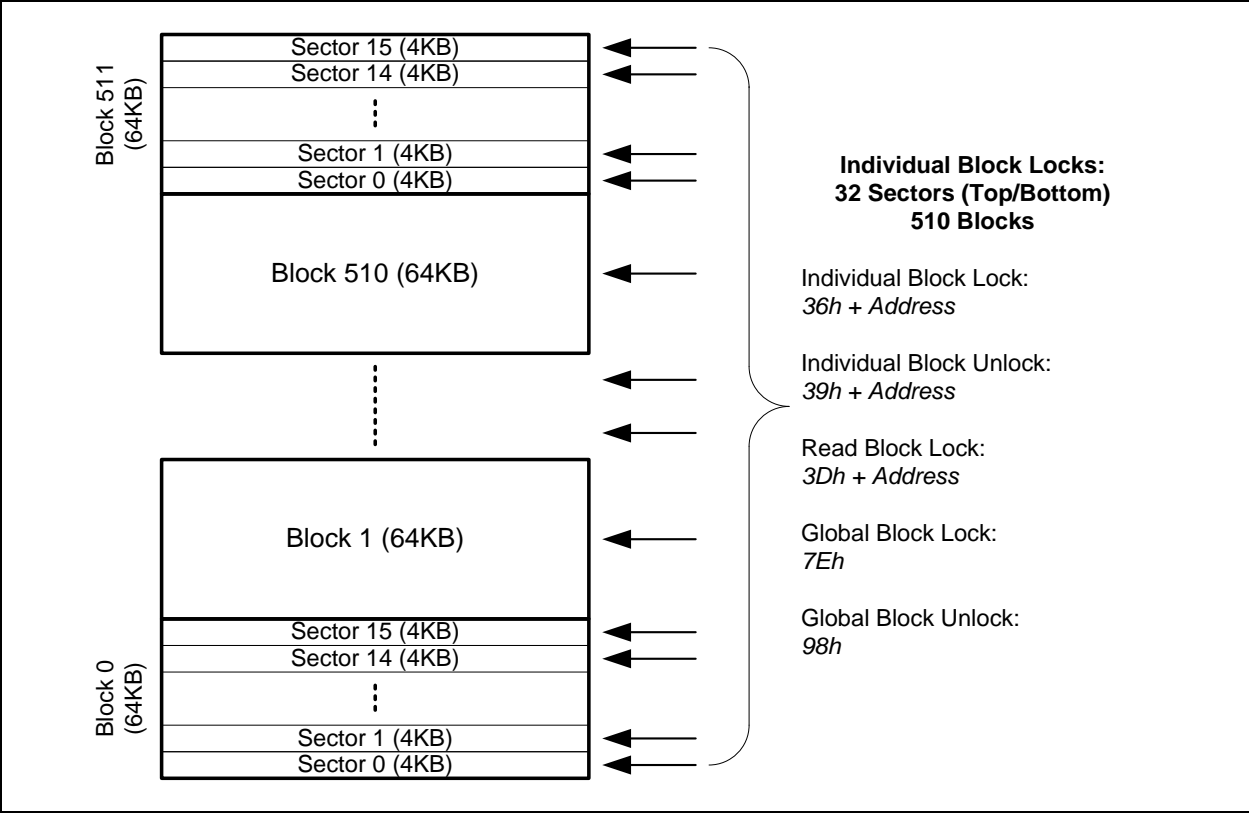 Block 511
(64KB)
Sector 15 (4KB)
Sector 14 (4KB)
Sector 1 (4KB)
Sector 0 (4KB)
Block 510 (64KB)
Block 1 (64KB)
Block 0
(64KB)
Sector 15 (4KB)
Sector 14 (4KB)
Sector 1 (4KB)
Sector 0 (4KB)
Individual Block Locks:
32 Sectors (Top/Bottom)
510 Blocks
Individual Block Lock:
36h + Address
Individual Block Unlock:
39h + Address
Read Block Lock:
3Dh + Address
Global Block Lock:
7Eh
Global Block Unlock:
98h